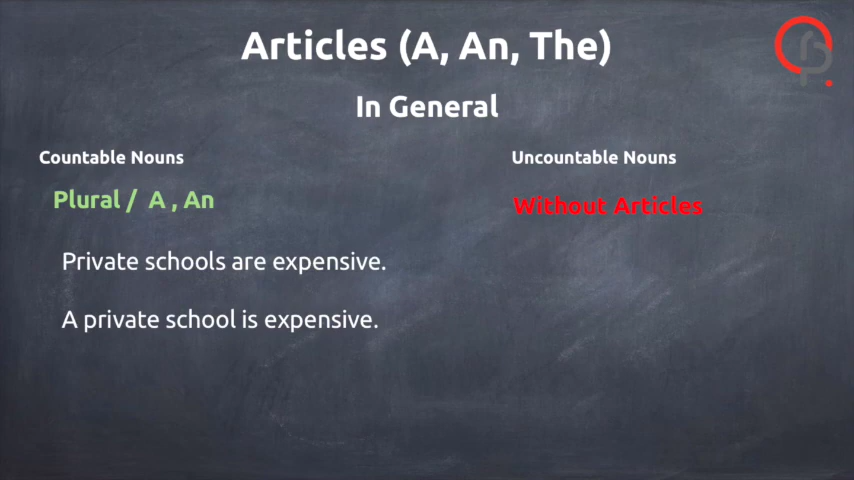 Articles (A, An, The)
In General
Countable Nouns
Uncountable Nouns
Plural / A , An
Without Articles
Private schools are expensive.
A private school is expensive.